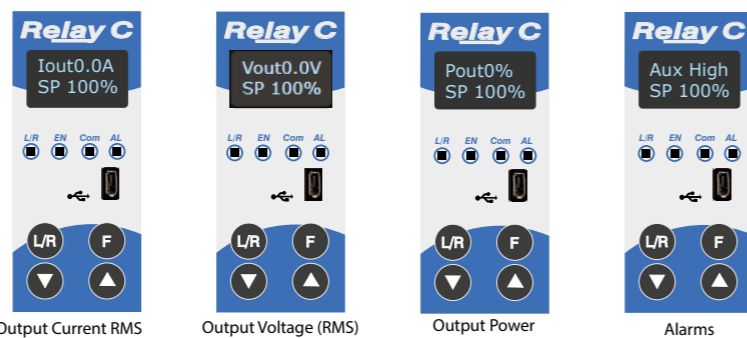 Relay C
Iout0.0A
SP 100%
L/R EN Com AL
L/R F
Output Current RMS
Relay C
Vout0.0V
SP 100%
L/R EN Com AL
L/R F
Output Voltage (RMS)
Relay C
Pout0%
SP 100%
L/R EN Com AL
L/R F
Output Power
Relay C
Aux High
SP 100%
L/R EN Com AL
L/R F
Alarms